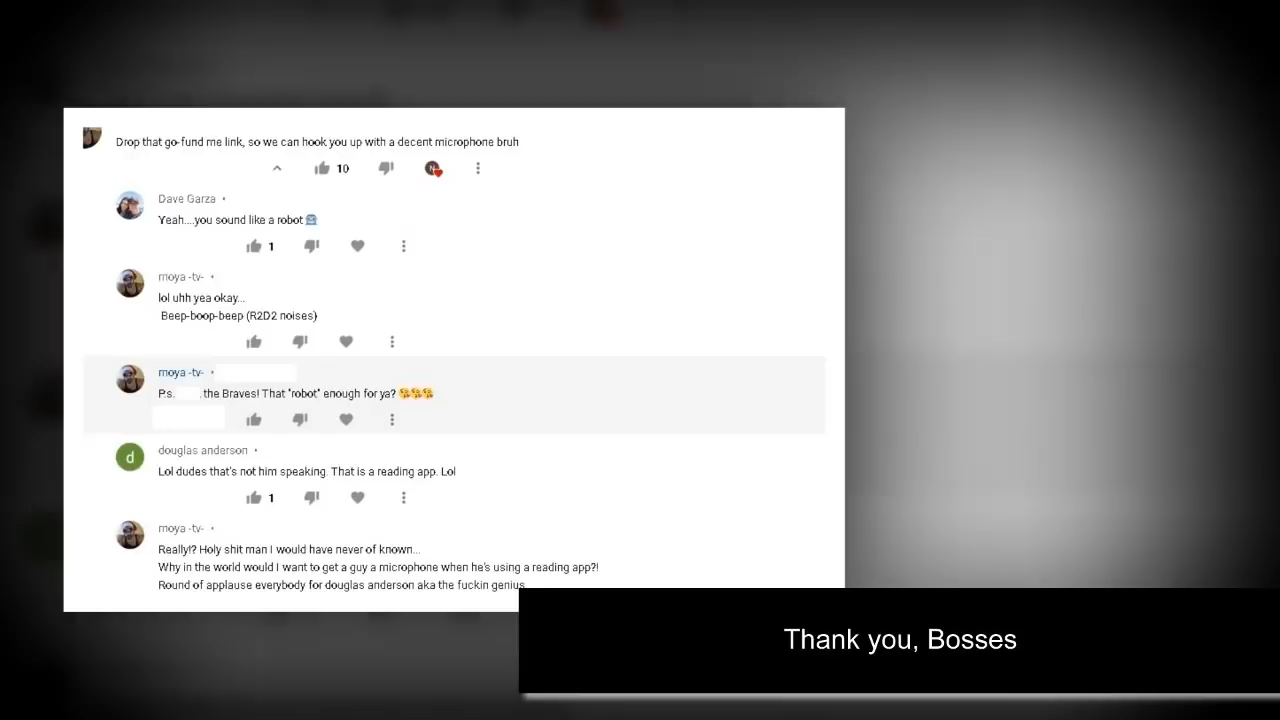 Drop that go-fund me link, so we can hook you up with a decent microphone bruh
10
N
Dave Garza •
Yeah....you sound like a robot🤖
1
moya -tv- •
lol uhh yea okay...
Beep-boop-beep (R2D2 noises)
moya -tv- •
P.s. . the Braves! That "robot" enough for ya? 😘😘😘
d
douglas anderson •
Lol dudes that's not him speaking. That is a reading app. Lol
1
moya -tv- •
Really!? Holy shit man I would have never of known...
Why in the world would I want to get a guy a microphone when he's using a reading app?!
Round of applause everybody for douglas anderson aka the fuckin genius
Thank you, Bosses